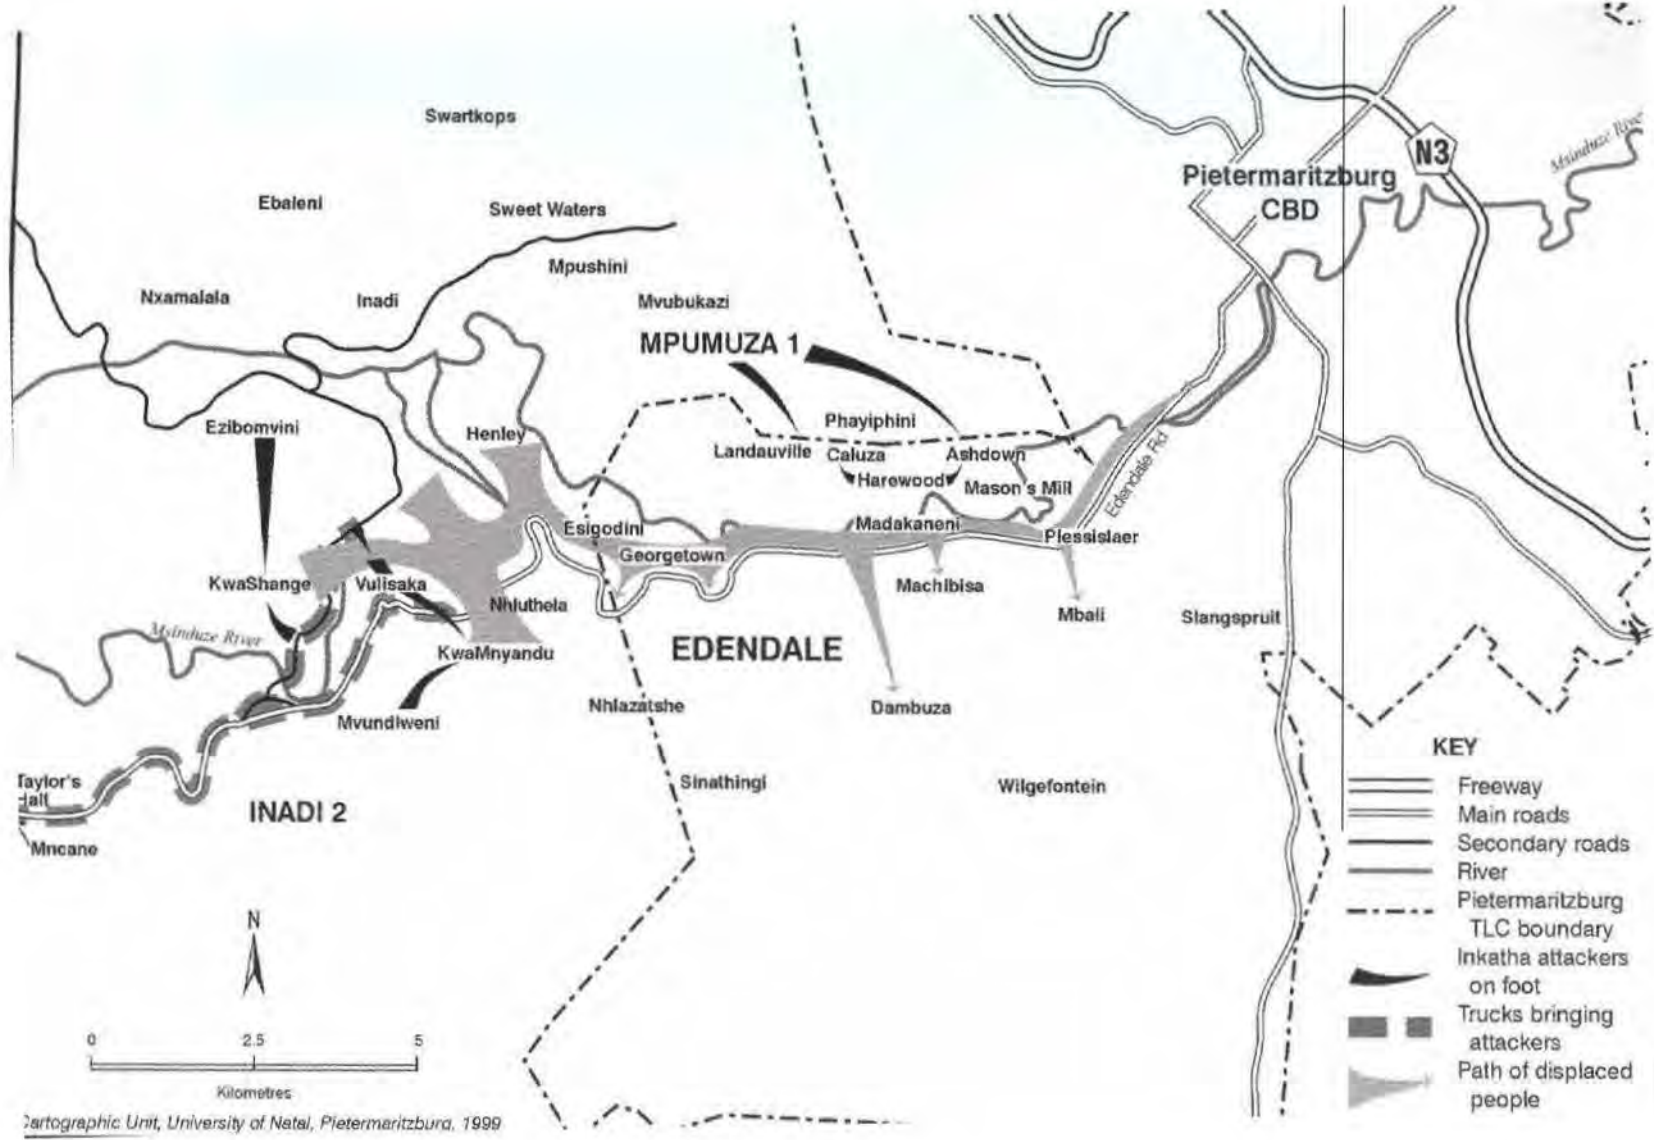 Swartkops
N3
Msinduze River
Pietermaritzburg
CBD
Ebaleni
Sweet Waters
Mpushini
Nxamalala
Inadi
Mvubukazi
MPUMUZA 1
Ezibomvini
Henley
Phayiphini
Landauville
Caluza
Ashdown
Harewood
Mason's Mill
Edendale Rd
Esigodini
Madakaneni
Plessislaer
Georgetown
KwaShange
Vulisaka
Machibisa
Nhluthela
Mbali
Slangspruit
Msinduze River
KwaMnyandu
EDENDALE
Nhlazatshe
Dambuza
Mvundlweni
Taylor's
Halt
Sinathingi
Wilgefontein
INADI 2
Mncane
KEY
Freeway
Main roads
Secondary roads
River
Pietermaritzburg
TLC boundary
Inkatha attackers
on foot
Trucks bringing
attackers
Path of displaced
people
N
0 2.5 5
Kilometres
Cartographic Unit, University of Natal, Pietermaritzburg, 1999